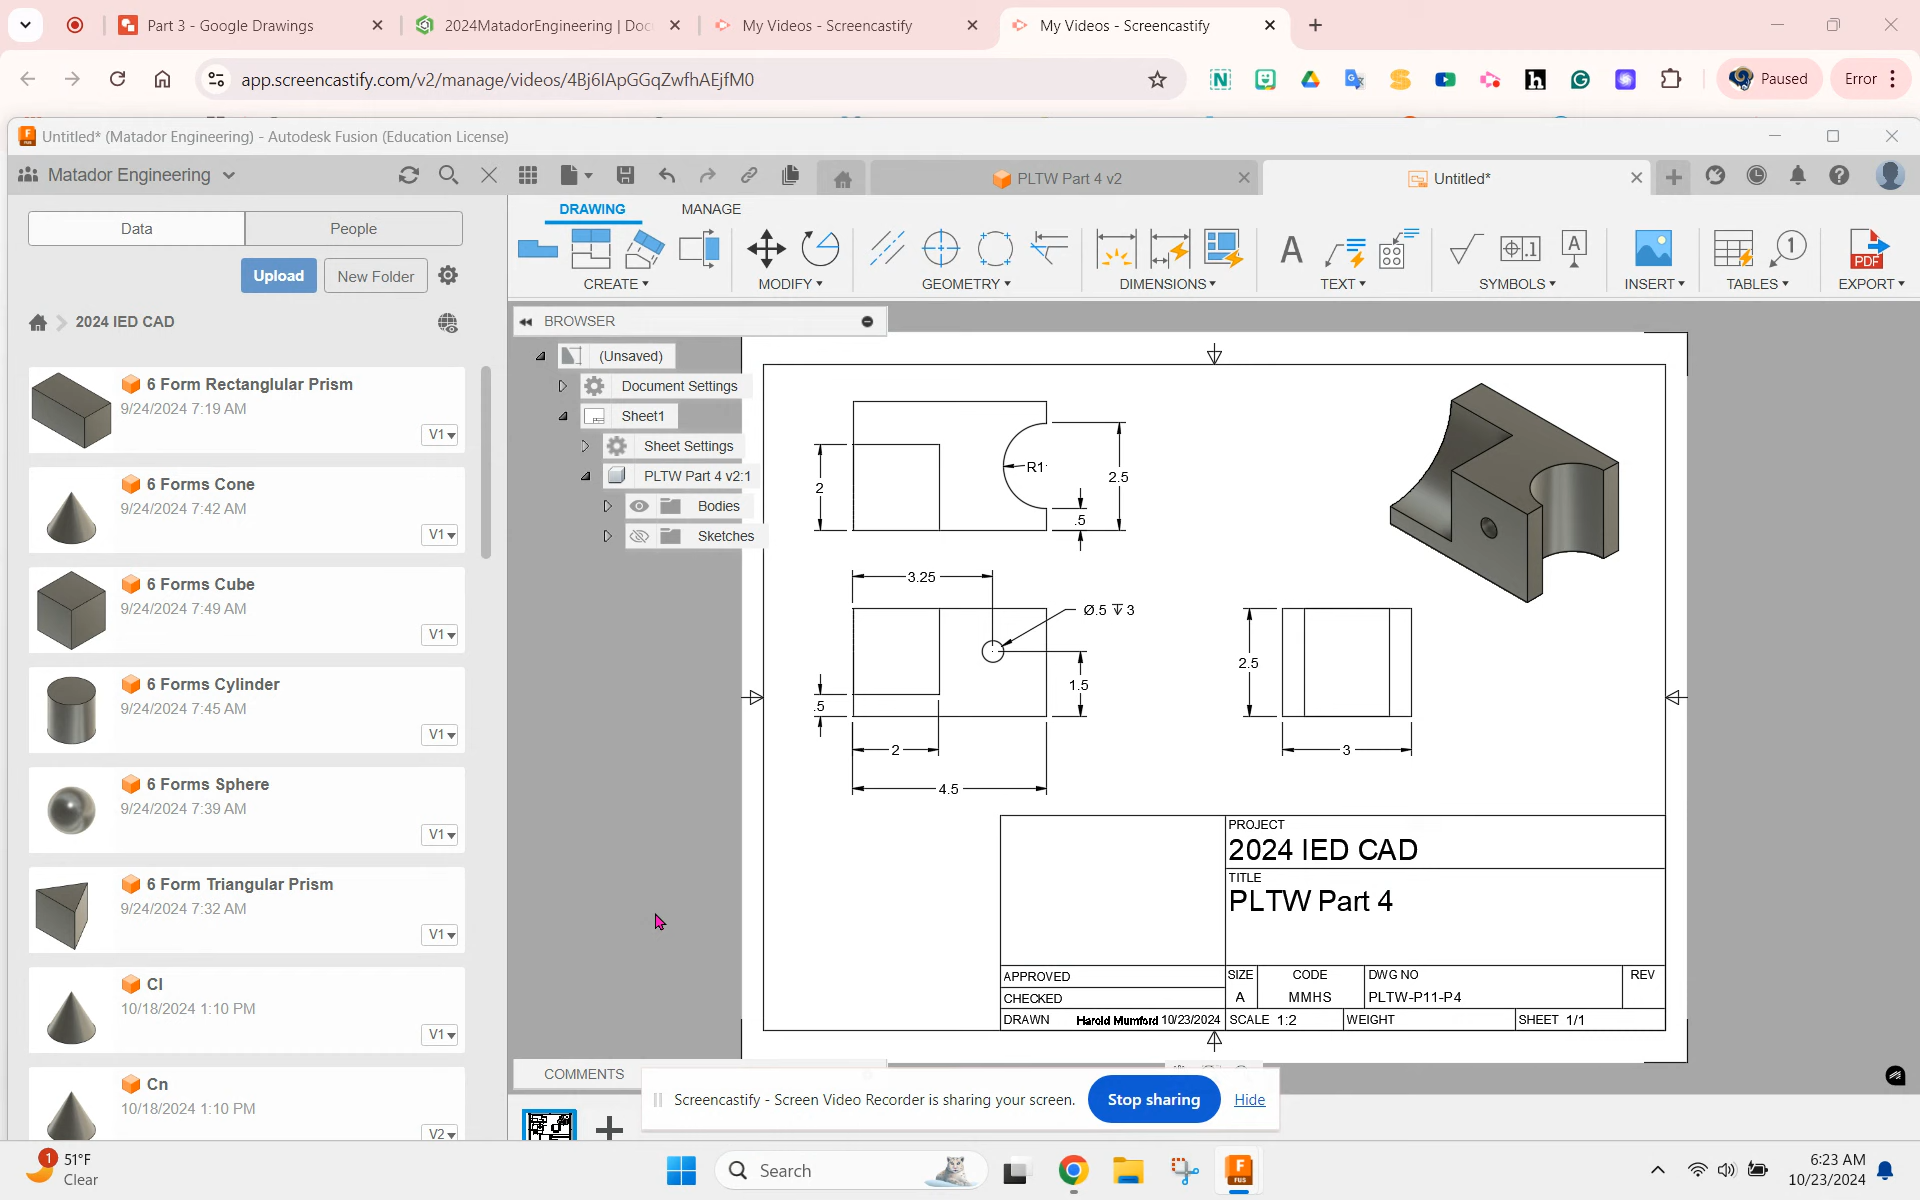 Part 3 - Google Drawings
2024MatadorEngineering | Doc
My Videos - Screencastify
My Videos - Screencastify
app.screencastify.com/v2/manage/videos/4Bj6IApGGqZwfhAEjfM0
Paused
Error
Untitled* (Matador Engineering) - Autodesk Fusion (Education License)
Matador Engineering
PLTW Part 4 v2
Untitled*
DRAWING
MANAGE
CREATE
MODIFY
GEOMETRY
DIMENSIONS
TEXT
SYMBOLS
INSERT
TABLES
PDF
EXPORT
Data
People
Upload
New Folder
2024 IED CAD
6 Form Rectanglular Prism
9/24/2024 7:19 AM
V1
6 Forms Cone
9/24/2024 7:42 AM
V1
6 Forms Cube
9/24/2024 7:49 AM
V1
6 Forms Cylinder
9/24/2024 7:45 AM
V1
6 Forms Sphere
9/24/2024 7:39 AM
V1
6 Form Triangular Prism
9/24/2024 7:32 AM
V1
Cl
10/18/2024 1:10 PM
V1
Cn
10/18/2024 1:10 PM
V2
BROWSER
(Unsaved)
Document Settings
Sheet1
Sheet Settings
PLTW Part 4 v2:1
Bodies
Sketches
2
R1
2.5
.5
3.25
Ø.5 ↧ 3
1.5
.5
2
4.5
2.5
3
PROJECT
2024 IED CAD
TITLE
PLTW Part 4
APPROVED
CHECKED
DRAWN Harold Mumford 10/23/2024
SIZE
A
CODE
MMHS
DWG NO
PLTW-P11-P4
REV
SCALE 1:2
WEIGHT
SHEET 1/1
COMMENTS
Screencastify - Screen Video Recorder is sharing your screen.
Stop sharing
Hide
1
51°F
Clear
Search
FUS
6:23 AM
10/23/2024